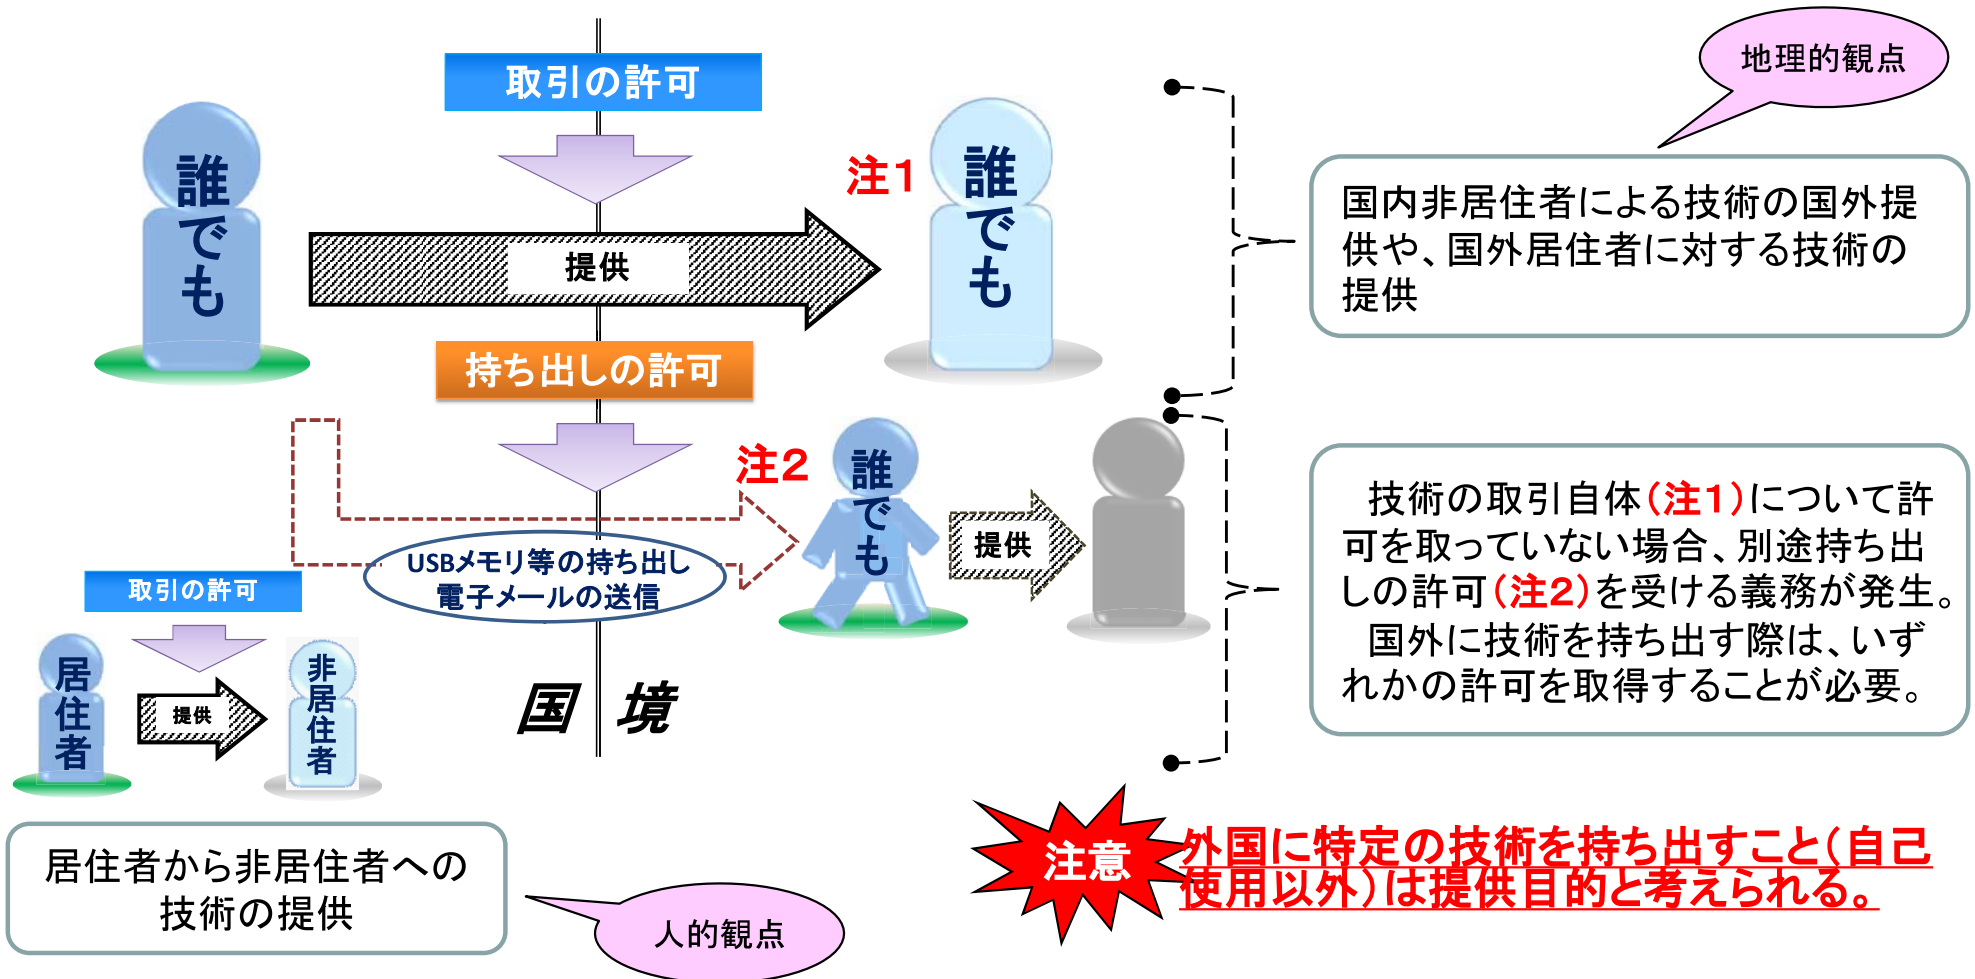 取引の許可
誰でも
注1
誰でも
提供
持ち出しの許可
注2
誰でも
提供
USBメモリ等の持ち出し
電子メールの送信
取引の許可
居住者
提供
非居住者
国 境
居住者から非居住者への
技術の提供
人的観点
地理的観点
国内非居住者による技術の国外提
供や、国外居住者に対する技術の
提供
技術の取引自体(注1)について許
可を取っていない場合、別途持ち出
しの許可(注2)を受ける義務が発生。
国外に技術を持ち出す際は、いず
れかの許可を取得することが必要。
注意
外国に特定の技術を持ち出すこと(自己
使用以外)は提供目的と考えられる。